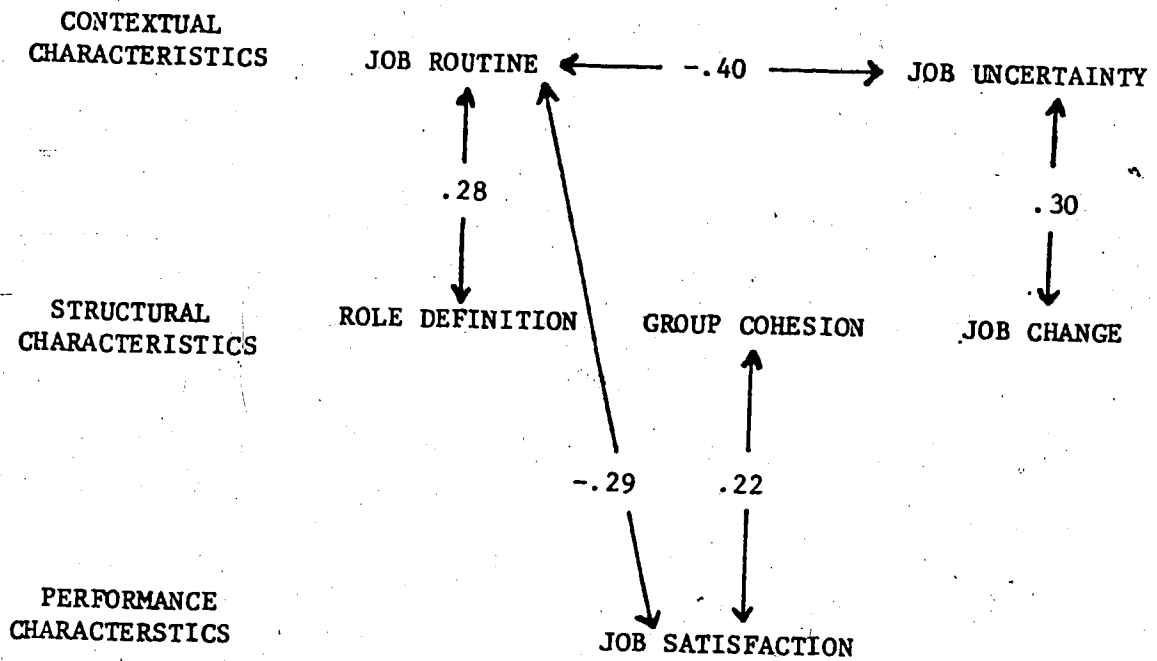 CONTEXTUAL
CHARACTERISTICS
JOB ROUTINE -.40 JOB UNCERTAINTY
.28 .30
STRUCTURAL
CHARACTERISTICS
ROLE DEFINITION GROUP COHESION JOB CHANGE
-.29 .22
PERFORMANCE
CHARACTERSTICS
JOB SATISFACTION